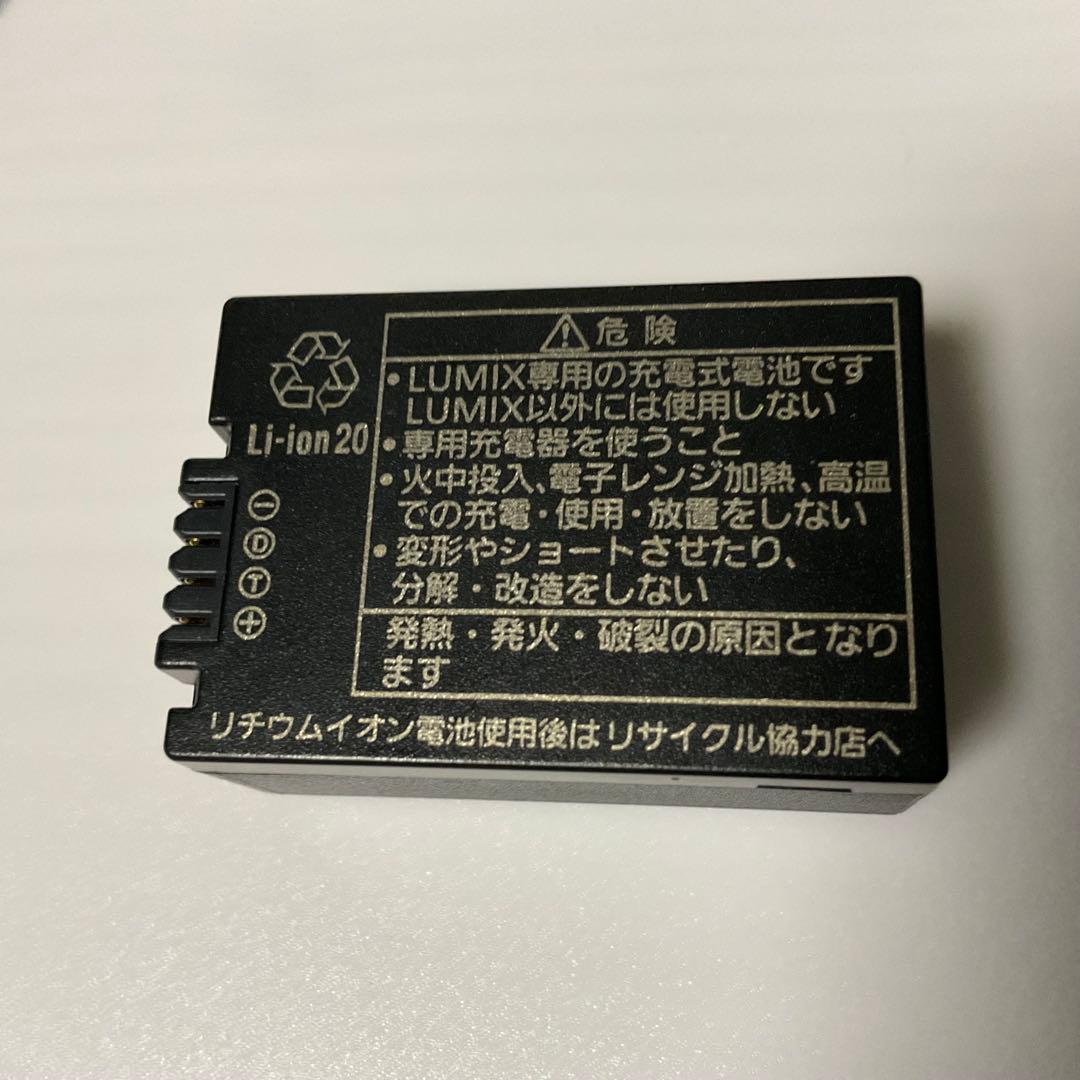 ⚠危険
・LUMIX専用の充電式電池です
LUMIX以外には使用しない
・専用充電器を使うこと
・火中投入、電子レンジ加熱、高温
での充電・使用・放置をしない
・変形やショートさせたり、
分解・改造をしない
発熱・発火・破裂の原因となり
ます
Li-ion20
⊖
D
T
⊕
リチウムイオン電池使用後はリサイクル協力店へ